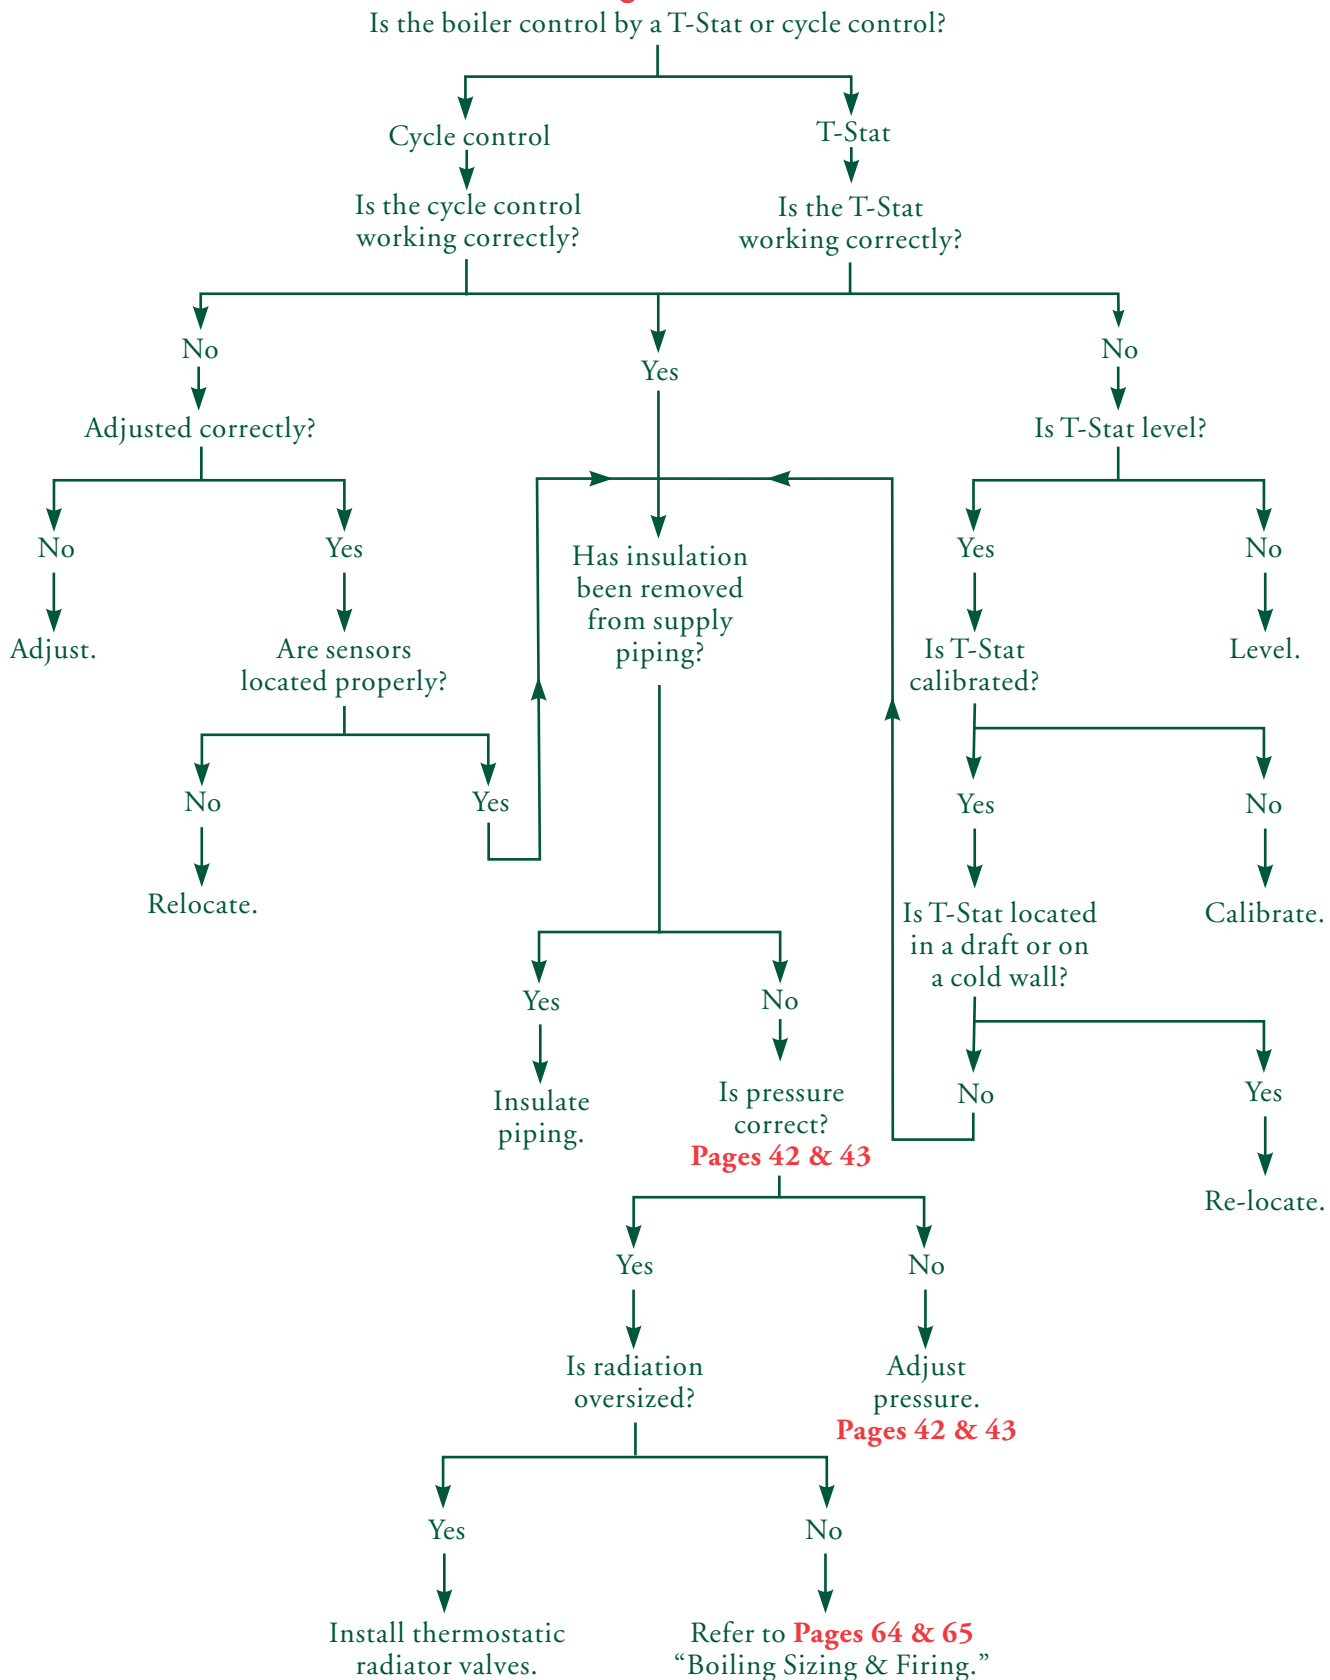 Is the boiler control by a T-Stat or cycle control?
Cycle control
T-Stat
Is the cycle control
working correctly?
Is the T-Stat
working correctly?
No
Yes
No
Adjusted correctly?
Is T-Stat level?
No
Yes
Has insulation
been removed
from supply
piping?
Yes
No
Adjust.
Are sensors
located properly?
Is T-Stat
calibrated?
Level.
No
Yes
Yes
No
Relocate.
Is T-Stat located
in a draft or on
a cold wall?
Calibrate.
Yes
No
No
Yes
Insulate
piping.
Is pressure
correct?
Pages 42 & 43
Re-locate.
Yes
No
Is radiation
oversized?
Adjust
pressure.
Pages 42 & 43
Yes
No
Install thermostatic
radiator valves.
Refer to Pages 64 & 65
“Boiling Sizing & Firing.”